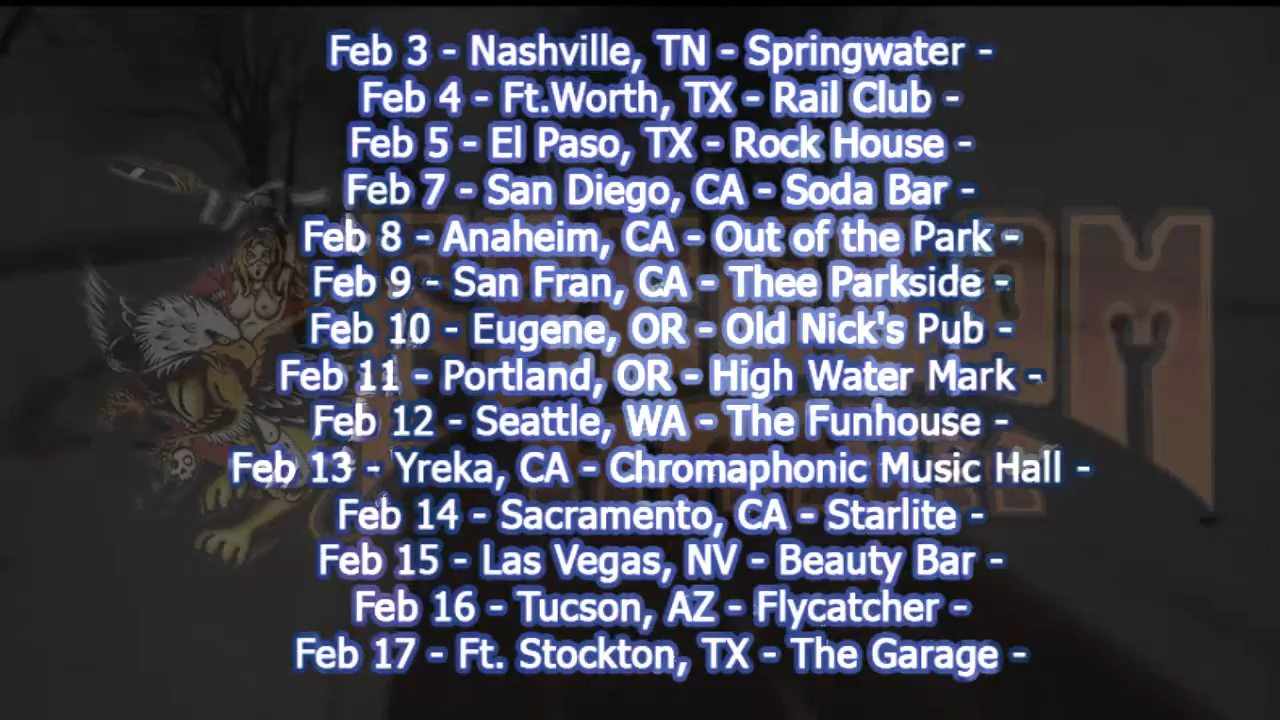 Feb 3 - Nashville, TN - Springwater -
Feb 4 - Ft.Worth, TX - Rail Club -
Feb 5 - El Paso, TX - Rock House -
Feb 7 - San Diego, CA - Soda Bar -
Feb 8 - Anaheim, CA - Out of the Park -
Feb 9 - San Fran, CA - Thee Parkside -
Feb 10 - Eugene, OR - Old Nick's Pub -
Feb 11 - Portland, OR - High Water Mark -
Feb 12 - Seattle, WA - The Funhouse -
Feb 13 - Yreka, CA - Chromaphonic Music Hall -
Feb 14 - Sacramento, CA - Starlite -
Feb 15 - Las Vegas, NV - Beauty Bar -
Feb 16 - Tucson, AZ - Flycatcher -
Feb 17 - Ft. Stockton, TX - The Garage -